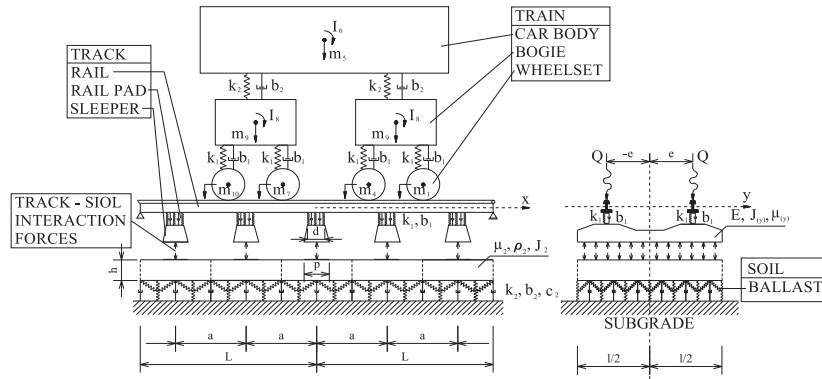 I₆
m₅
k₂ b₂ k₂ b₂
I₈ I₈
m₉ m₉
k₁ b₁ k₁ b₁ k₁ b₁ k₁ b₁
m₁₀ m₇ m₄ m₁
TRAIN
CAR BODY
BOGIE
WHEELSET
TRACK
RAIL
RAIL PAD
SLEEPER
TRACK - SIOL
INTERACTION
FORCES
x
k₁, b₁
d
p
h
μ₂, ρ₂, J₂
k₂, b₂, c₂
a a a a
L L
Q -e e Q
y
k₁ b₁ k₁ b₁
E, J₍y₎, μ₍y₎
SOIL
BALLAST
SUBGRADE
l/2 l/2